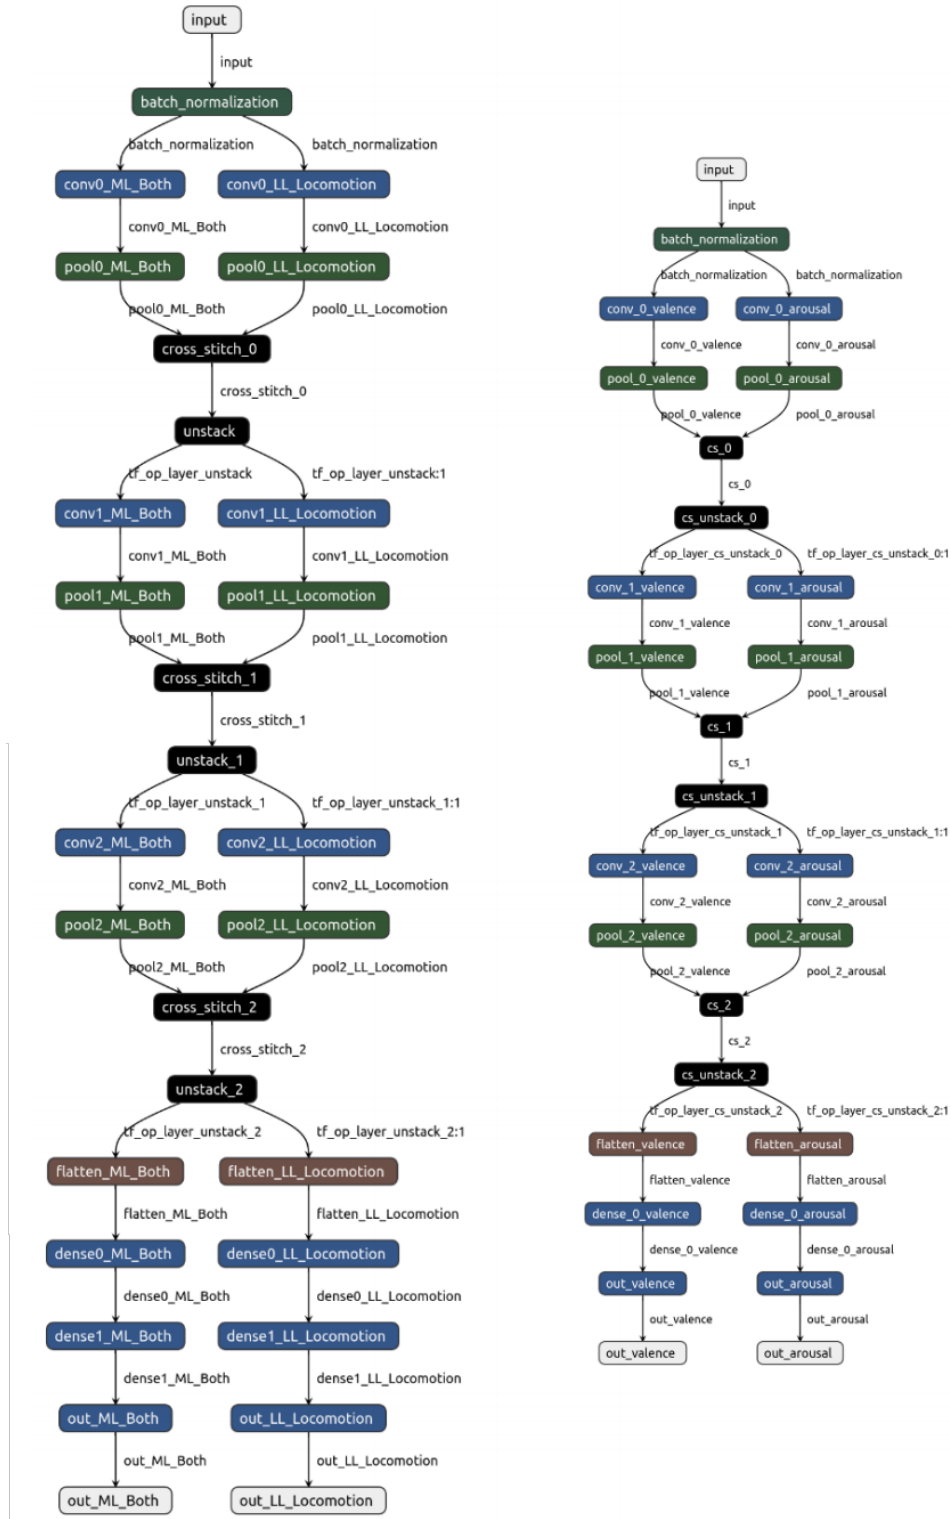 input
input
batch_normalization
batch_normalization batch_normalization
conv0_ML_Both conv0_LL_Locomotion
conv0_ML_Both conv0_LL_Locomotion
pool0_ML_Both pool0_LL_Locomotion
pool0_ML_Both pool0_LL_Locomotion
cross_stitch_0
cross_stitch_0
unstack
tf_op_layer_unstack tf_op_layer_unstack:1
conv1_ML_Both conv1_LL_Locomotion
conv1_ML_Both conv1_LL_Locomotion
pool1_ML_Both pool1_LL_Locomotion
pool1_ML_Both pool1_LL_Locomotion
cross_stitch_1
cross_stitch_1
unstack_1
tf_op_layer_unstack_1 tf_op_layer_unstack_1:1
conv2_ML_Both conv2_LL_Locomotion
conv2_ML_Both conv2_LL_Locomotion
pool2_ML_Both pool2_LL_Locomotion
pool2_ML_Both pool2_LL_Locomotion
cross_stitch_2
cross_stitch_2
unstack_2
tf_op_layer_unstack_2 tf_op_layer_unstack_2:1
flatten_ML_Both flatten_LL_Locomotion
flatten_ML_Both flatten_LL_Locomotion
dense0_ML_Both dense0_LL_Locomotion
dense0_ML_Both dense0_LL_Locomotion
dense1_ML_Both dense1_LL_Locomotion
dense1_ML_Both dense1_LL_Locomotion
out_ML_Both out_LL_Locomotion
out_ML_Both out_LL_Locomotion
out_ML_Both out_LL_Locomotion
input
input
batch_normalization
batch_normalization batch_normalization
conv_0_valence conv_0_arousal
conv_0_valence conv_0_arousal
pool_0_valence pool_0_arousal
pool_0_valence pool_0_arousal
cs_0
cs_0
cs_unstack_0
tf_op_layer_cs_unstack_0 tf_op_layer_cs_unstack_0:1
conv_1_valence conv_1_arousal
conv_1_valence conv_1_arousal
pool_1_valence pool_1_arousal
pool_1_valence pool_1_arousal
cs_1
cs_1
cs_unstack_1
tf_op_layer_cs_unstack_1 tf_op_layer_cs_unstack_1:1
conv_2_valence conv_2_arousal
conv_2_valence conv_2_arousal
pool_2_valence pool_2_arousal
pool_2_valence pool_2_arousal
cs_2
cs_2
cs_unstack_2
tf_op_layer_cs_unstack_2 tf_op_layer_cs_unstack_2:1
flatten_valence flatten_arousal
flatten_valence flatten_arousal
dense_0_valence dense_0_arousal
dense_0_valence dense_0_arousal
out_valence out_arousal
out_valence out_arousal
out_valence out_arousal